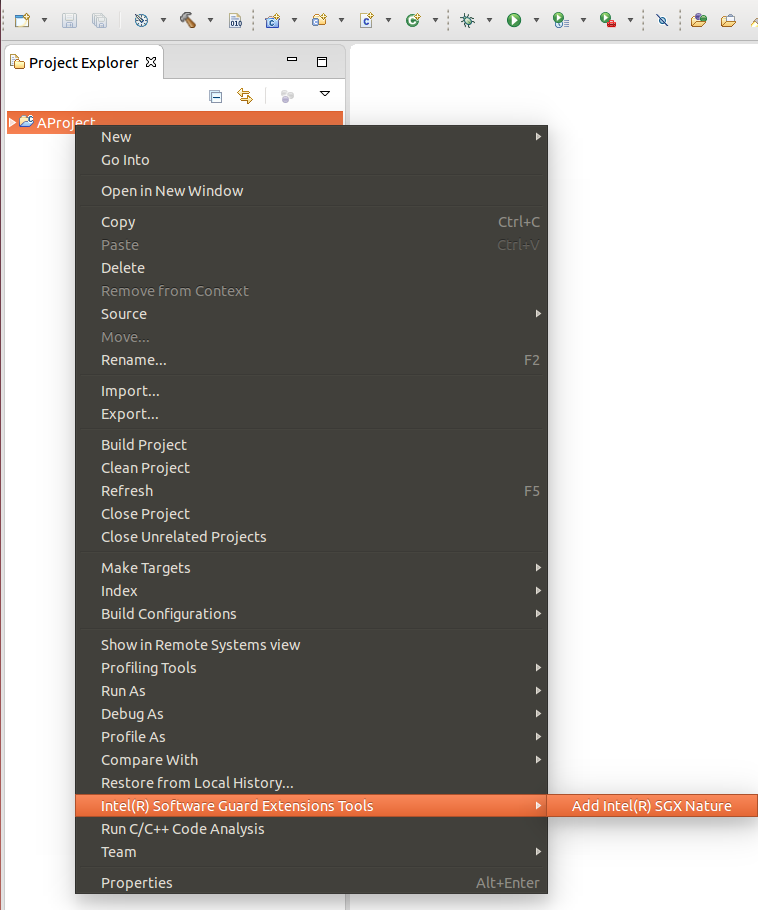 010
Project Explorer
AProject
New
Go Into
Open in New Window
Copy Ctrl+C
Paste Ctrl+V
Delete
Remove from Context
Source
Move...
Rename... F2
Import...
Export...
Build Project
Clean Project
Refresh F5
Close Project
Close Unrelated Projects
Make Targets
Index
Build Configurations
Show in Remote Systems view
Profiling Tools
Run As
Debug As
Profile As
Compare With
Restore from Local History...
Intel(R) Software Guard Extensions Tools Add Intel(R) SGX Nature
Run C/C++ Code Analysis
Team
Properties Alt+Enter